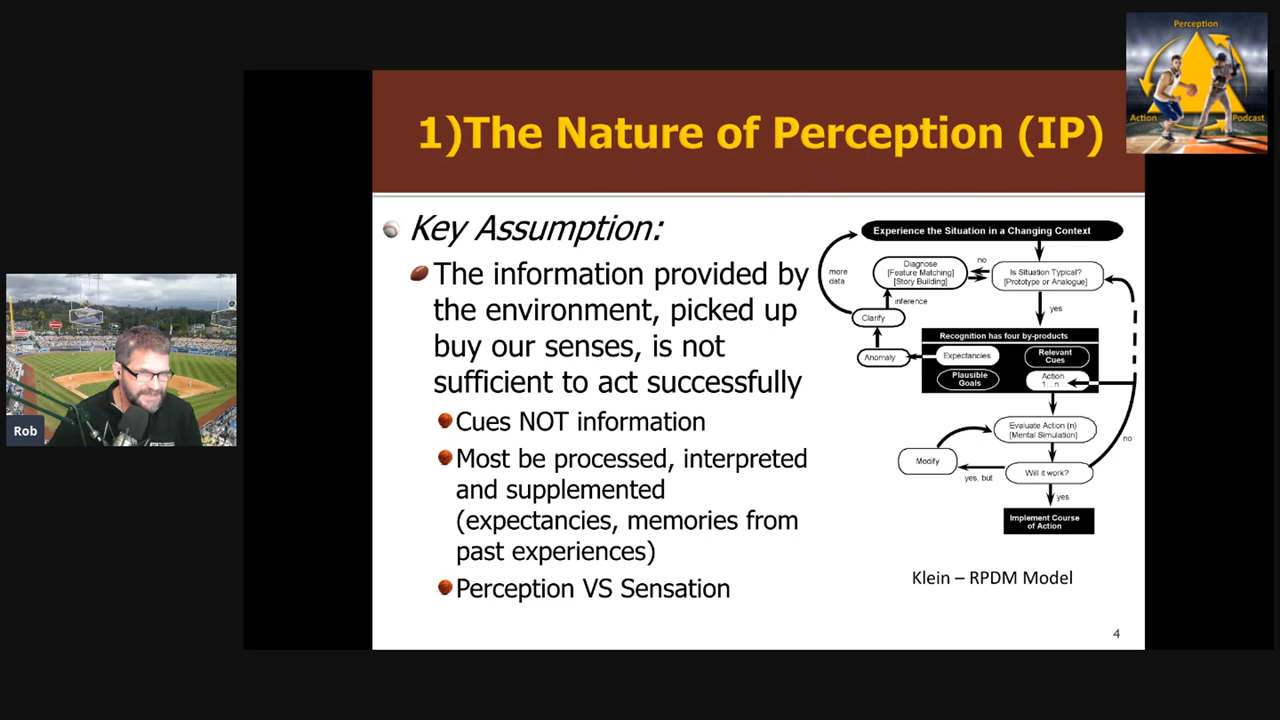 Perception
Action
Podcast
1)The Nature of Perception (IP)
Key Assumption:
The information provided by
the environment, picked up
buy our senses, is not
sufficient to act successfully
Cues NOT information
Most be processed, interpreted
and supplemented
(expectancies, memories from
past experiences)
Perception VS Sensation
Experience the Situation in a Changing Context
more
data
Diagnose
[Feature Matching]
[Story Building]
no
Is Situation Typical?
[Prototype or Analogue]
inference
yes
Clarify
Anomaly
Recognition has four by-products
Expectancies
Relevant
Cues
Plausible
Goals
Action
1...n
Evaluate Action (n)
[Mental Simulation]
no
Modify
yes, but
Will it work?
yes
Implement Course
of Action
Klein – RPDM Model
4
Rob